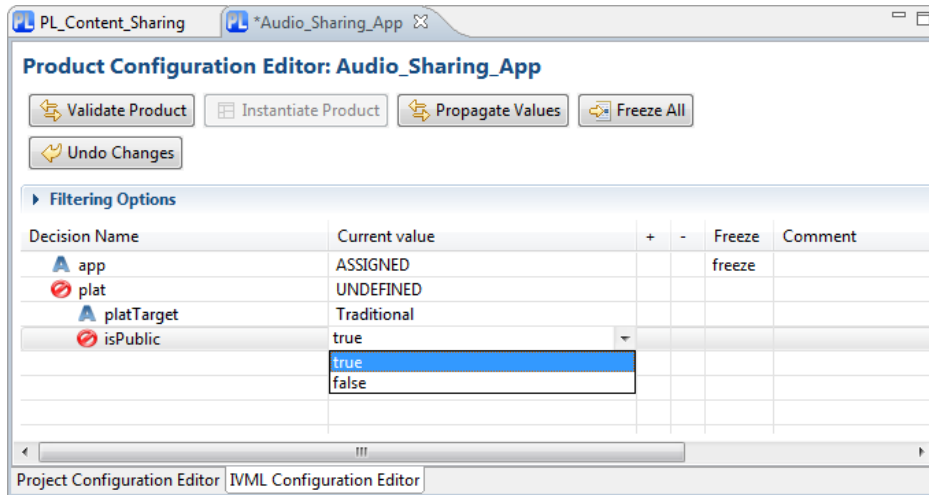 PL PL_Content_Sharing PL *Audio_Sharing_App
Product Configuration Editor: Audio_Sharing_App
Validate Product Instantiate Product Propagate Values Freeze All
Undo Changes
Filtering Options
Decision Name Current value + - Freeze Comment
A app ASSIGNED freeze
plat UNDEFINED
A platTarget Traditional
isPublic true
true
false
Project Configuration Editor IVML Configuration Editor